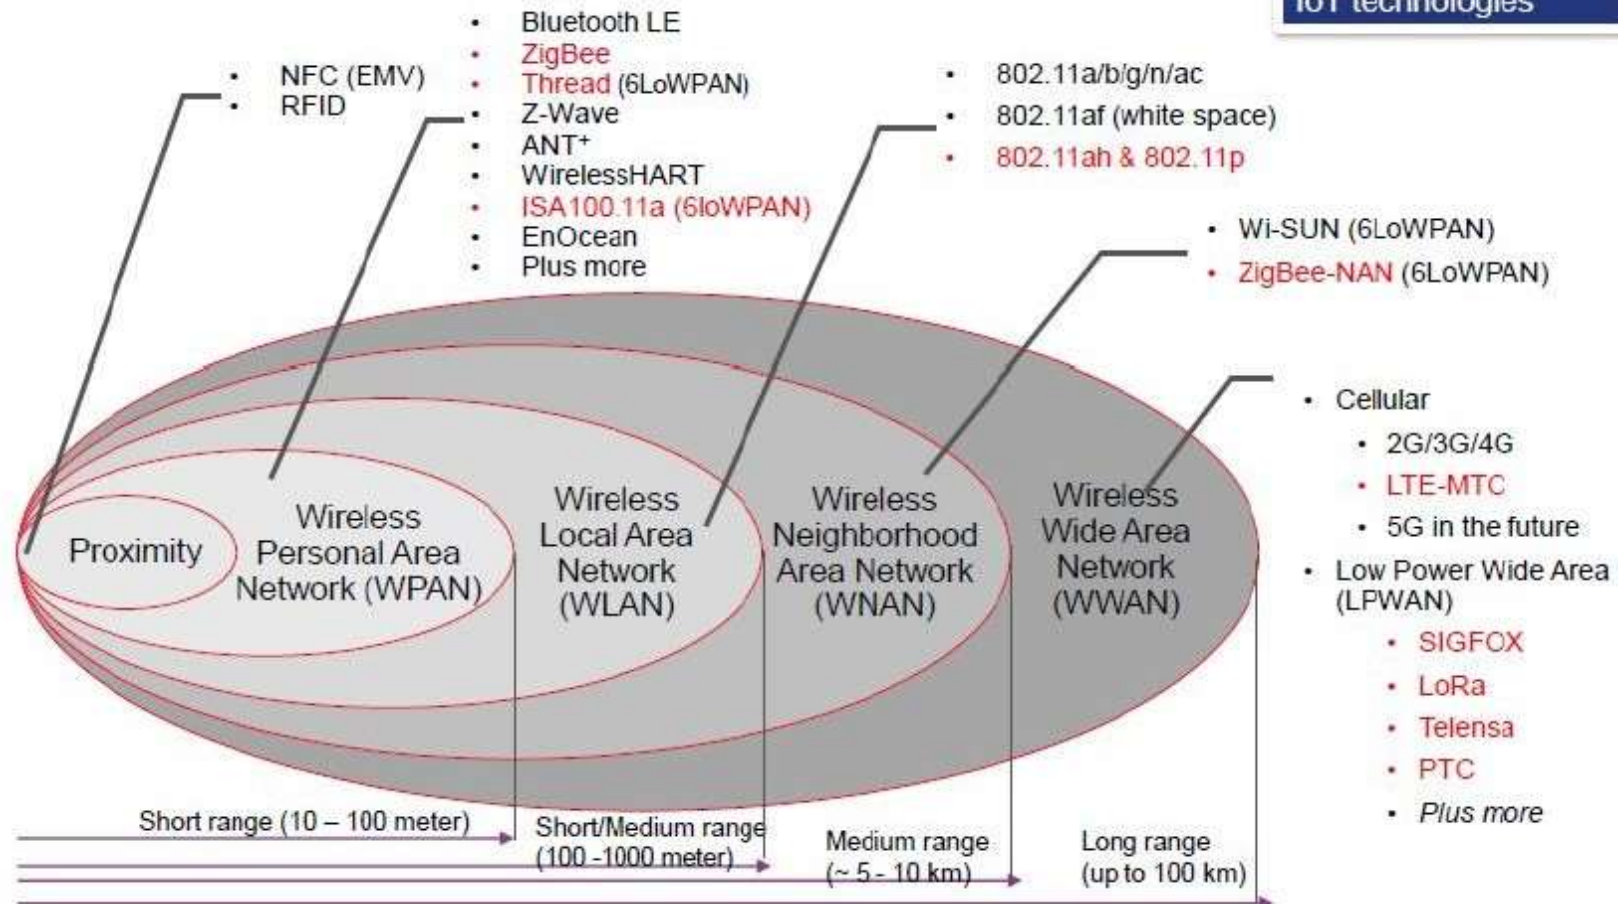 IoT technologies
• NFC (EMV)
• RFID
• Bluetooth LE
• ZigBee
• Thread (6LoWPAN)
• Z-Wave
• ANT+
• WirelessHART
• ISA100.11a (6loWPAN)
• EnOcean
• Plus more
• 802.11a/b/g/n/ac
• 802.11af (white space)
• 802.11ah & 802.11p
• Wi-SUN (6LoWPAN)
• ZigBee-NAN (6LoWPAN)
• Cellular
• 2G/3G/4G
• LTE-MTC
• 5G in the future
• Low Power Wide Area
(LPWAN)
• SIGFOX
• LoRa
• Telensa
• PTC
• Plus more
Proximity
Wireless
Personal Area
Network (WPAN)
Wireless
Local Area
Network
(WLAN)
Wireless
Neighborhood
Area Network
(WNAN)
Wireless
Wide Area
Network
(WWAN)
Short range (10 – 100 meter)
Short/Medium range
(100 -1000 meter)
Medium range
(~ 5 - 10 km)
Long range
(up to 100 km)